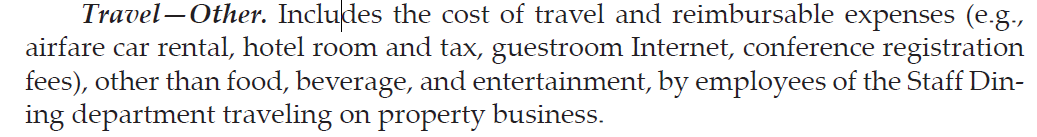 Travel—Other. Includes the cost of travel and reimbursable expenses (e.g.,
airfare car rental, hotel room and tax, guestroom Internet, conference registration
fees), other than food, beverage, and entertainment, by employees of the Staff Din-
ing department traveling on property business.